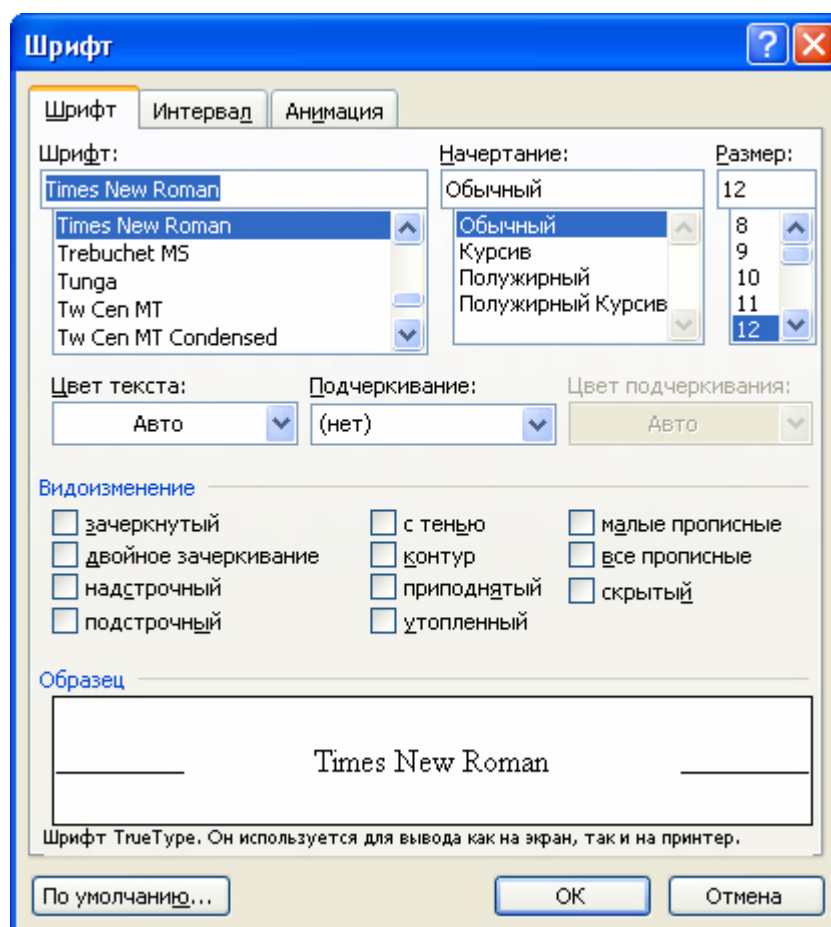 Шрифт
Шрифт Интервал Анимация
Шрифт: Начертание: Размер:
Times New Roman Обычный 12
Times New Roman Обычный 8
Trebuchet MS Курсив 9
Tunga Полужирный 10
Tw Cen MT Полужирный Курсив 11
Tw Cen MT Condensed 12
Цвет текста: Подчеркивание: Цвет подчеркивания:
Авто (нет) Авто
Видоизменение
зачеркнутый с тенью малые прописные
двойное зачеркивание контур все прописные
надстрочный приподнятый скрытый
подстрочный утопленный
Образец
Times New Roman
Шрифт TrueType. Он используется для вывода как на экран, так и на принтер.
По умолчанию... ОК Отмена